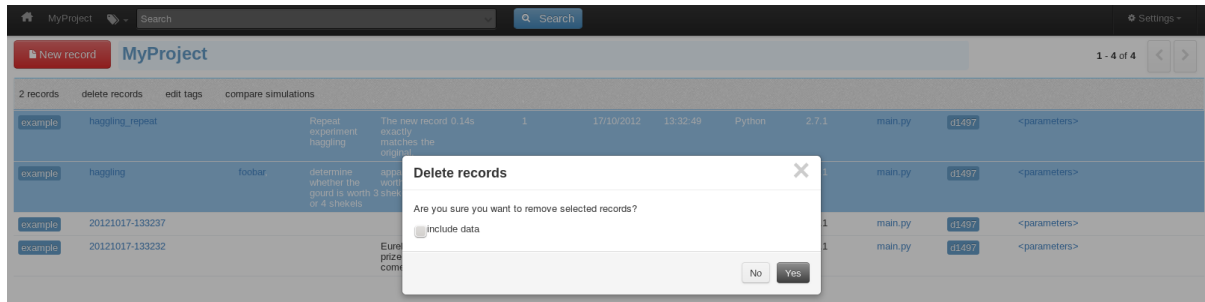 MyProject Search Search Settings
New record MyProject 1 - 4 of 4
2 records delete records edit tags compare simulations
example haggling_repeat Repeat The new record 0.14s 1 17/10/2012 13:32:49 Python 2.7.1 main.py d1497 <parameters>
experiment exactly
haggling matches the
original
example haggling foobar determine main.py d1497 <parameters>
whether the
gourd is worth 3
or 4 shekels
example 20121017-133237 main.py d1497 <parameters>
example 20121017-133232 main.py d1497 <parameters>
Delete records
Are you sure you want to remove selected records?
include data
No Yes